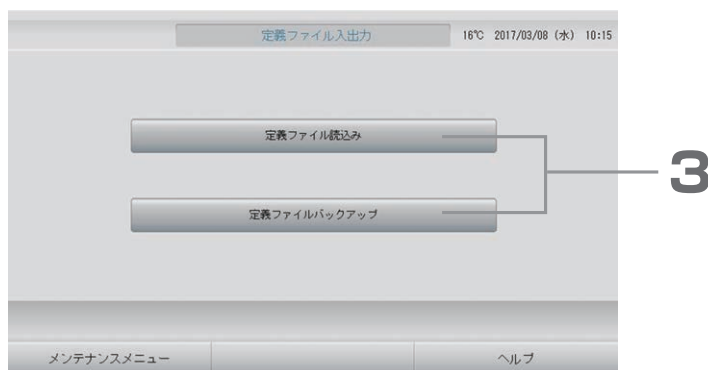 定義ファイル入出力 16℃ 2017/03/08 (水) 10:15
定義ファイル読込み
3
定義ファイルバックアップ
メンテナンスメニュー ヘルプ